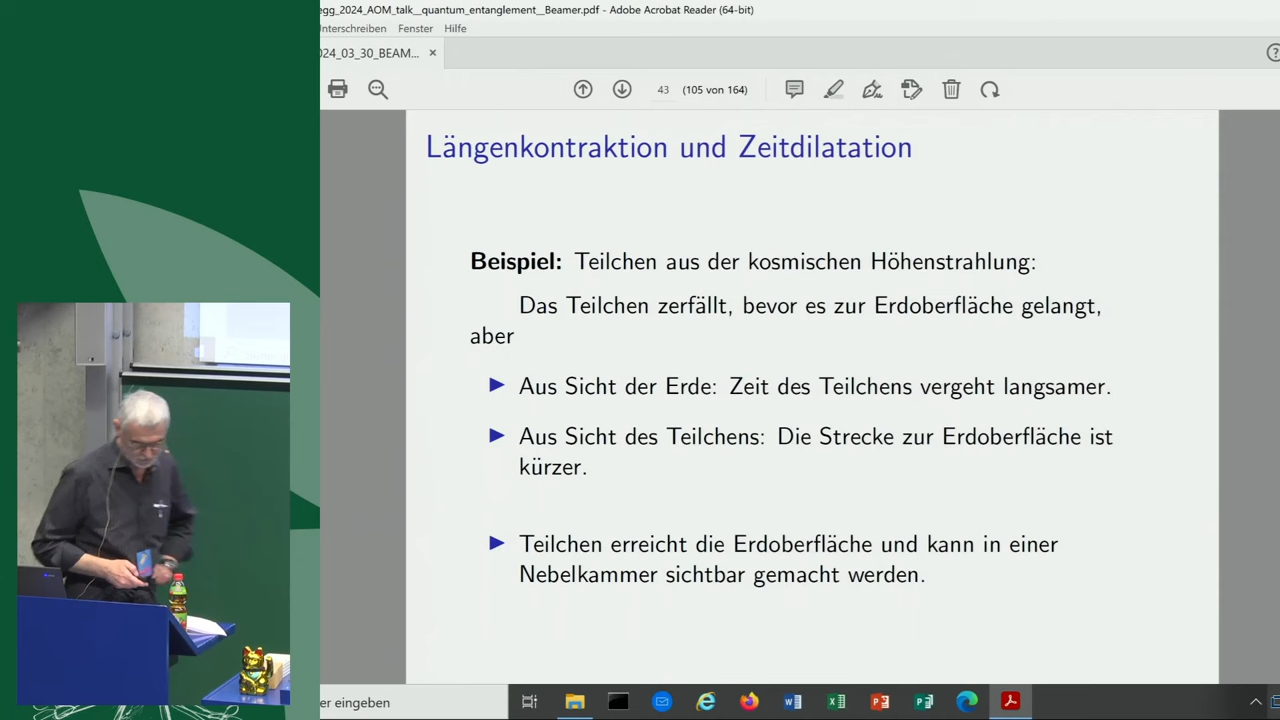 egg_2024_AOM_talk__quantum_entanglement__Beamer.pdf - Adobe Acrobat Reader (64-bit)
Unterschreiben Fenster Hilfe
024_03_30_BEAM... ×
43 (105 von 164)
Längenkontraktion und Zeitdilatation
Beispiel: Teilchen aus der kosmischen Höhenstrahlung:
Das Teilchen zerfällt, bevor es zur Erdoberfläche gelangt,
aber
▶ Aus Sicht der Erde: Zeit des Teilchens vergeht langsamer.
▶ Aus Sicht des Teilchens: Die Strecke zur Erdoberfläche ist
kürzer.
▶ Teilchen erreicht die Erdoberfläche und kann in einer
Nebelkammer sichtbar gemacht werden.
er eingeben